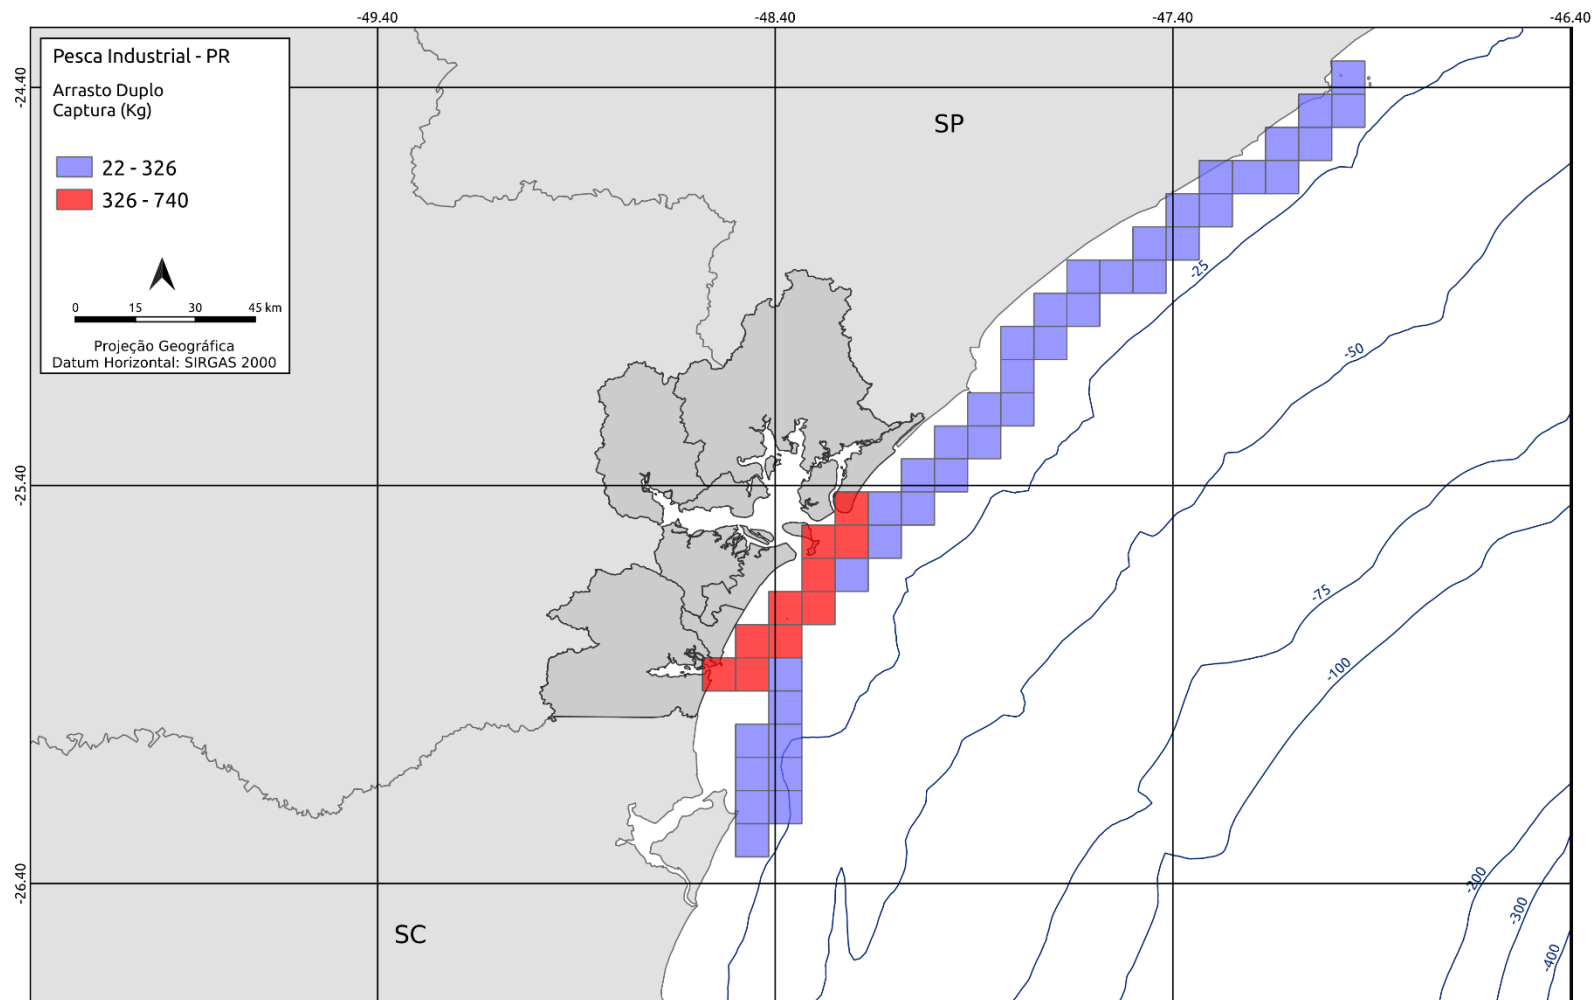 -49.40
-48.40
-47.40
-46.40
Pesca Industrial - PR
Arrasto Duplo
Captura (Kg)
22 - 326
326 - 740
0 15 30 45 km
Projeção Geográfica
Datum Horizontal: SIRGAS 2000
-24.40
-25.40
-26.40
SP
SC
-25
-50
-75
-100
-200
-300
-400